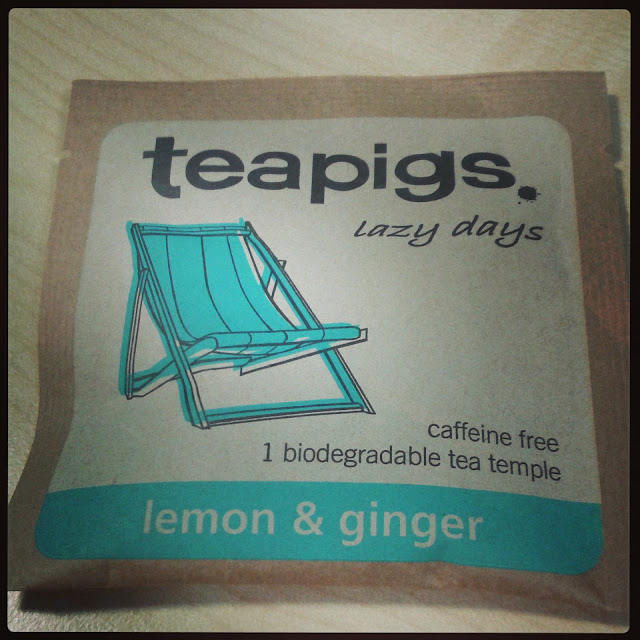 teapigs.
lazy days
caffeine free
1 biodegradable tea temple
lemon & ginger